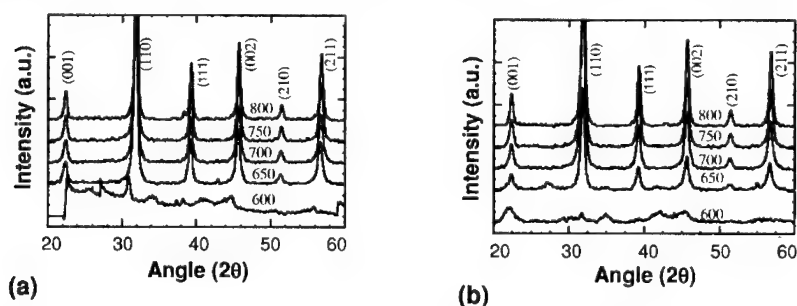 Intensity (a.u.)
(001)
(110)
(111)
(002)
(210)
(211)
800
750
700
650
600
20 30 40 50 60
Angle (2θ)
(a)
Intensity (a.u.)
(001)
(110)
(111)
(002)
(210)
(211)
800
750
700
650
600
20 30 40 50 60
Angle (2θ)
(b)